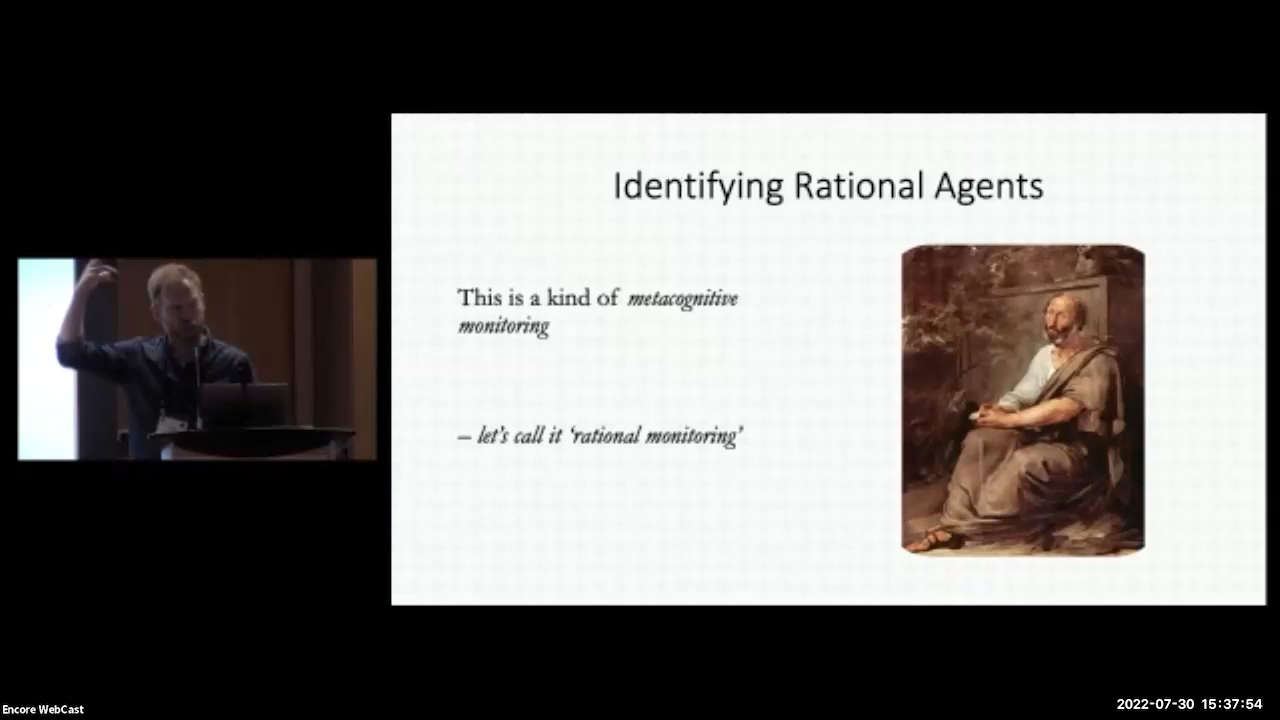 Identifying Rational Agents
This is a kind of metacognitive
monitoring
– let's call it ‘rational monitoring’
Encore WebCast
2022-07-30 15:37:54